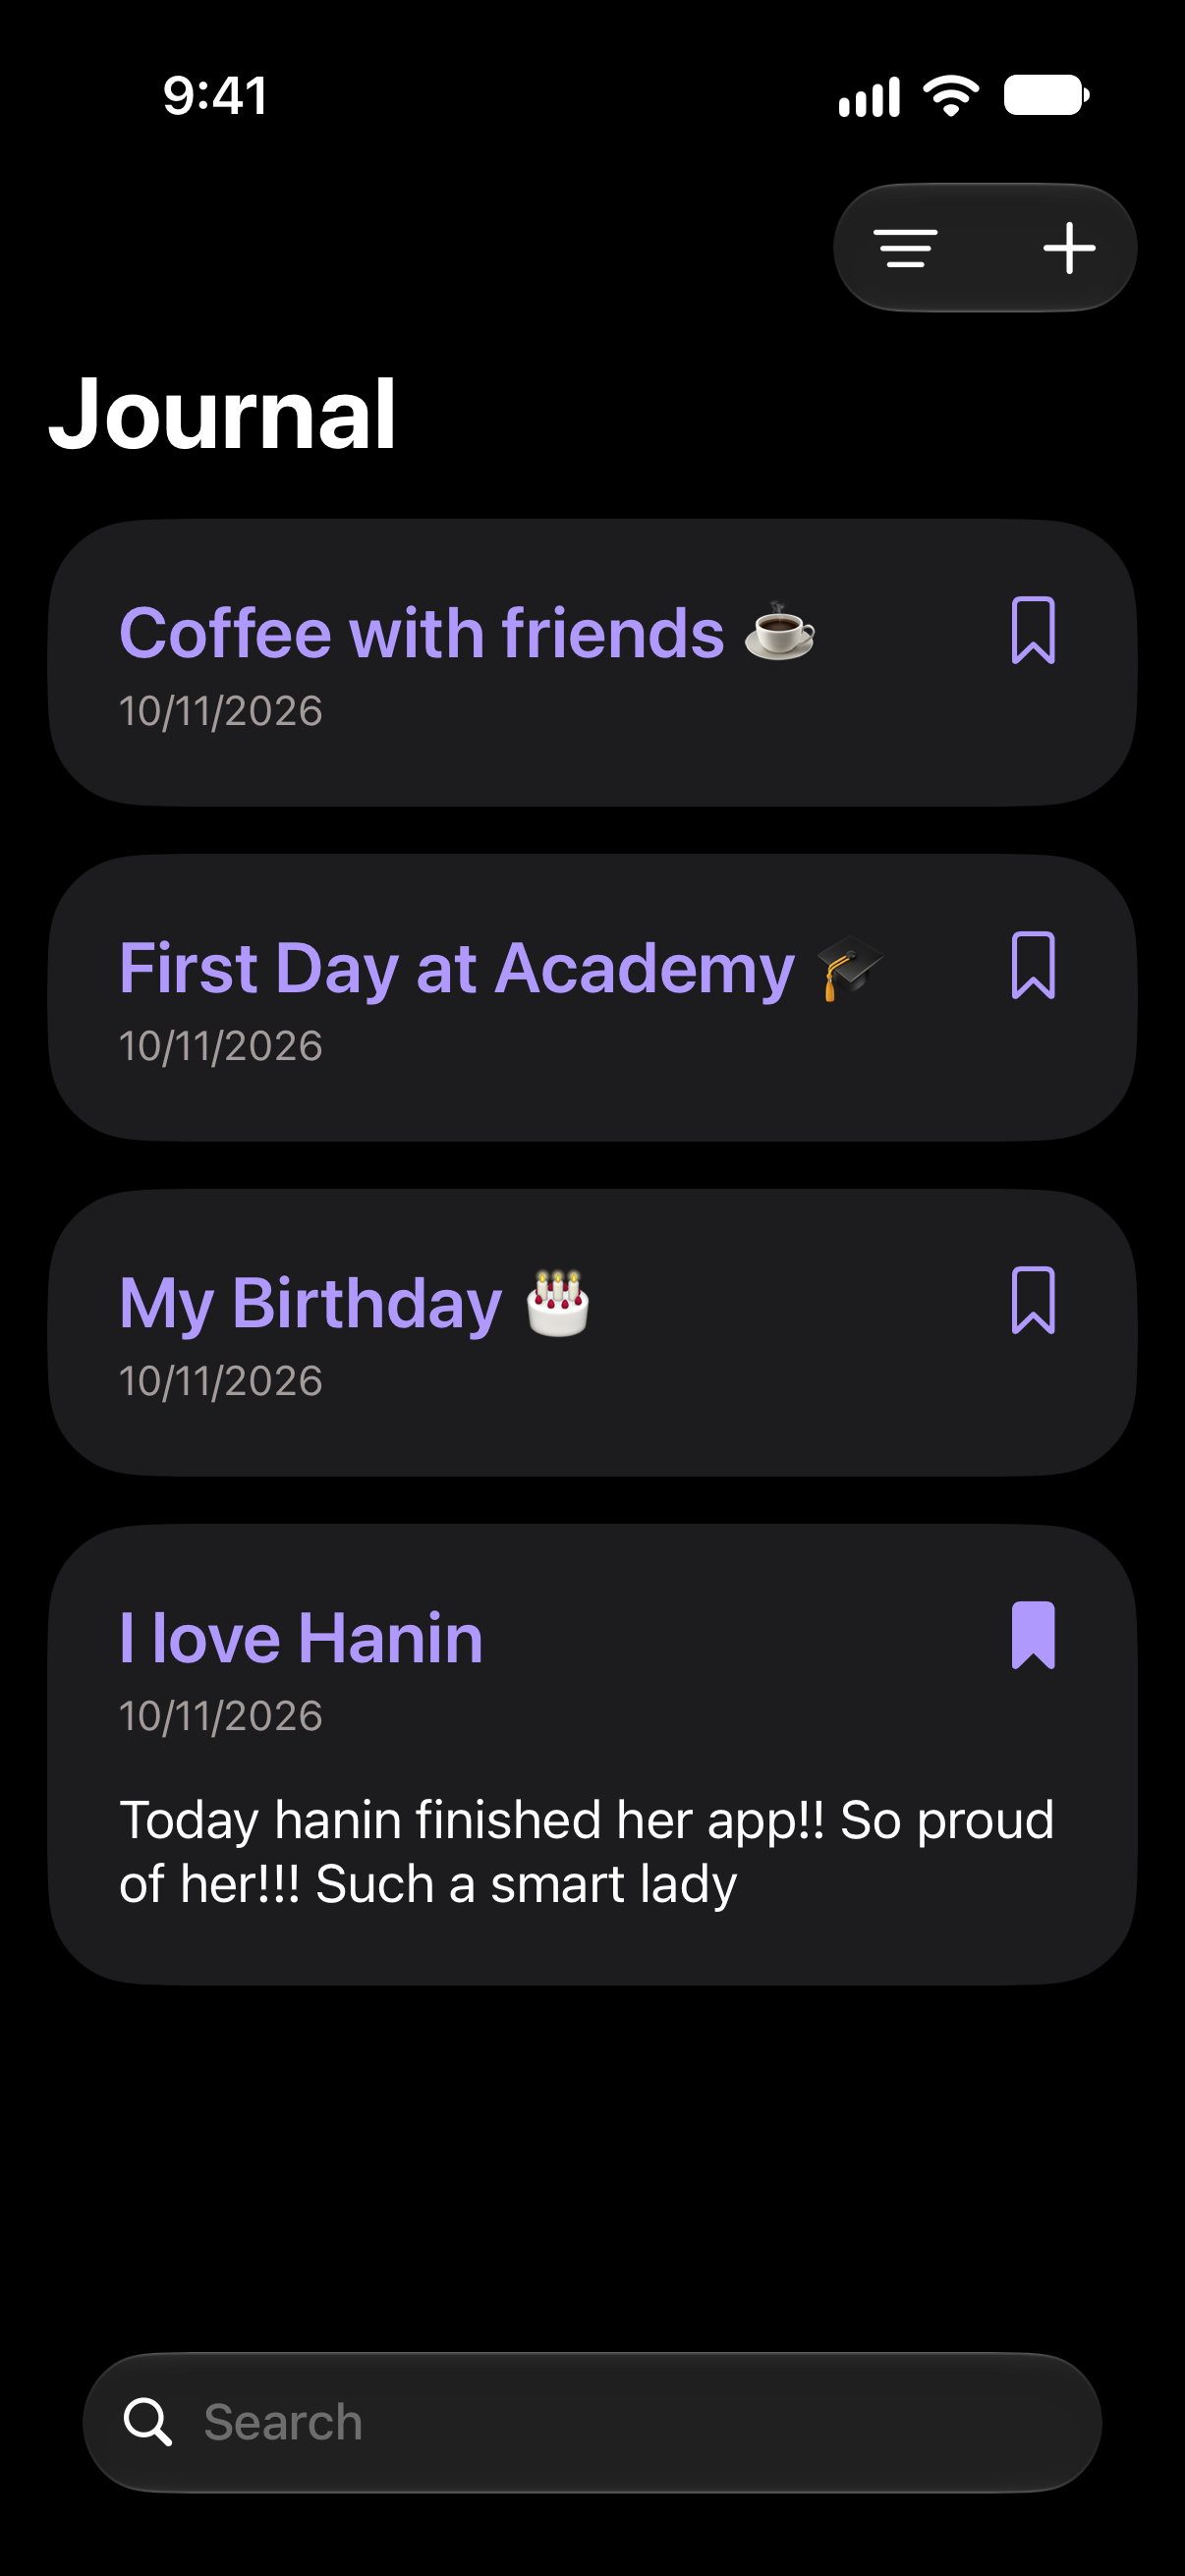 9:41
Journal
Coffee with friends ☕
10/11/2026
First Day at Academy 🎓
10/11/2026
My Birthday 🎂
10/11/2026
I love Hanin
10/11/2026
Today hanin finished her app!! So proud
of her!!! Such a smart lady
Search